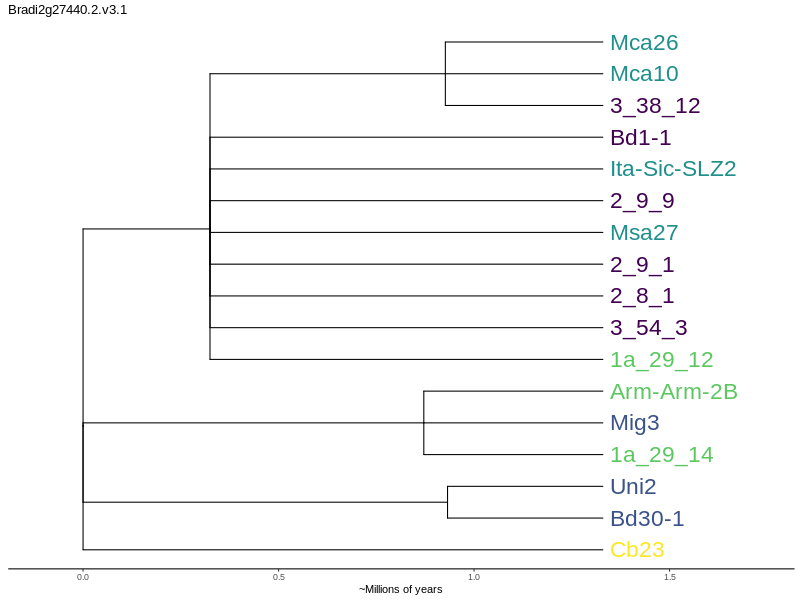 Bradi2g27440.2.v3.1
Mca26
Mca10
3_38_12
Bd1-1
Ita-Sic-SLZ2
2_9_9
Msa27
2_9_1
2_8_1
3_54_3
1a_29_12
Arm-Arm-2B
Mig3
1a_29_14
Uni2
Bd30-1
Cb23
0.0 0.5 1.0 1.5
~Millions of years